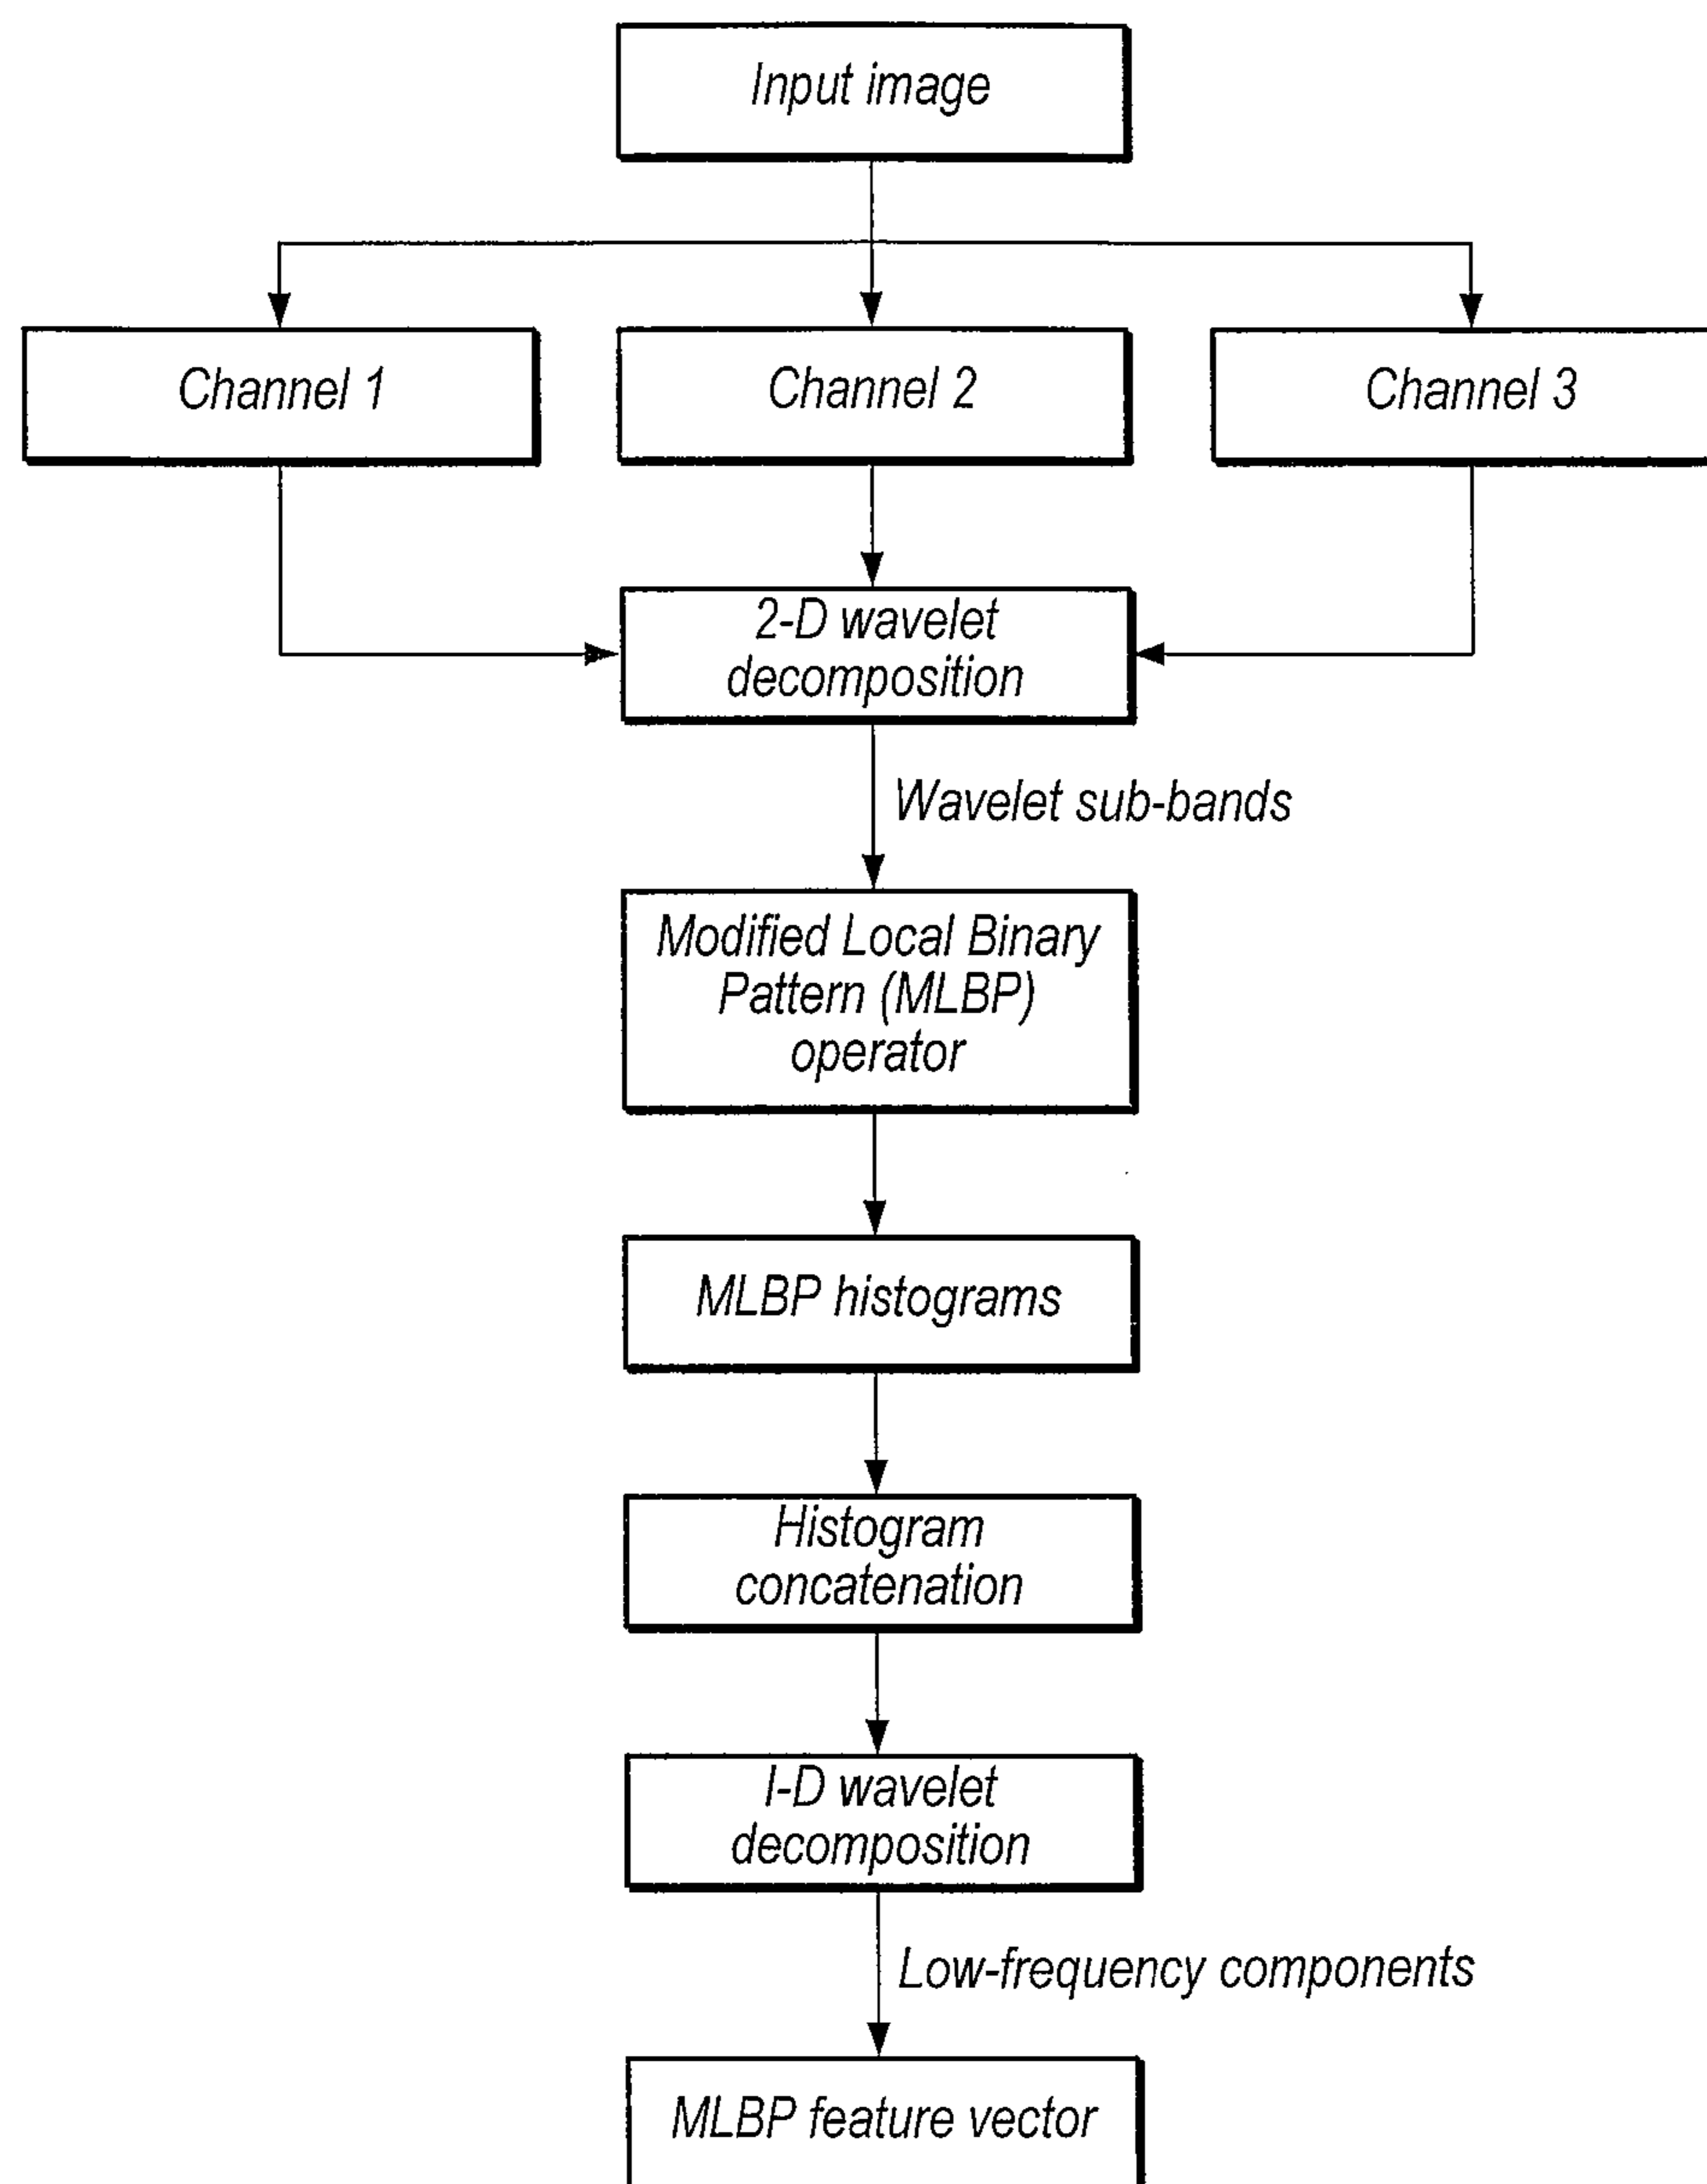 Input image
Channel 1
Channel 2
Channel 3
2-D wavelet
decomposition
Wavelet sub-bands
Modified Local Binary
Pattern (MLBP)
operator
MLBP histograms
Histogram
concatenation
I-D wavelet
decomposition
Low-frequency components
MLBP feature vector